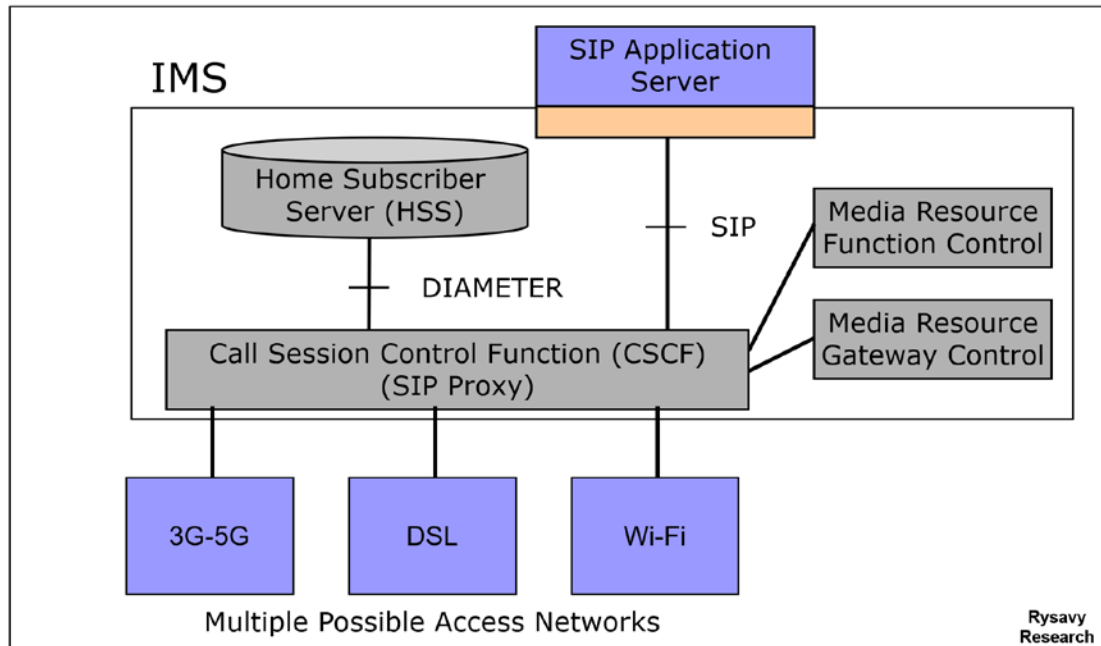 SIP Application
Server
IMS
Home Subscriber
Server (HSS)
SIP
Media Resource
Function Control
DIAMETER
Media Resource
Gateway Control
Call Session Control Function (CSCF)
(SIP Proxy)
3G-5G
DSL
Wi-Fi
Multiple Possible Access Networks
Rysavy
Research